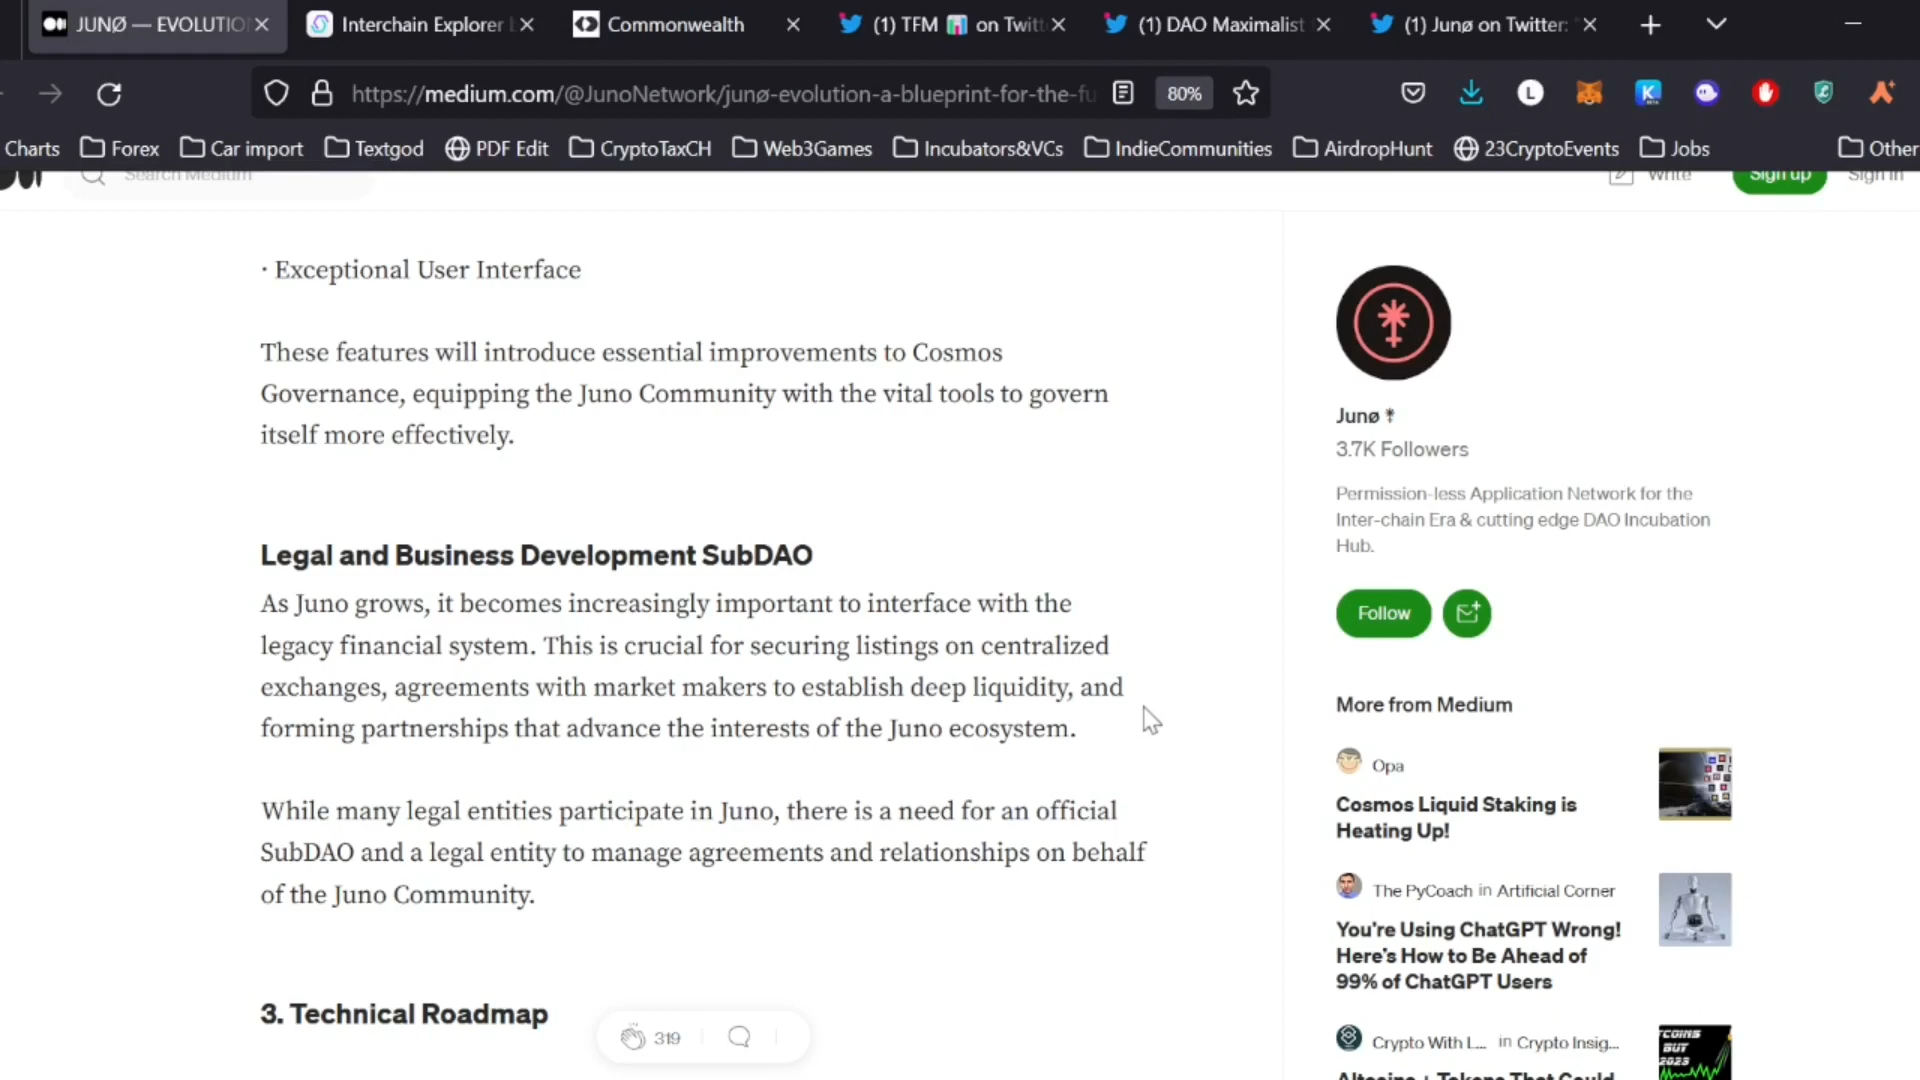 JUNØ — EVOLUTIO
Interchain Explorer
Commonwealth
(1) TFM on Twitt
(1) DAO Maximalist
(1) Junø on Twitter: "
https://medium.com/@JunoNetwork/junø-evolution-a-blueprint-for-the-fu
80%
Charts
Forex
Car import
Textgod
PDF Edit
CryptoTaxCH
Web3Games
Incubators&VCs
IndieCommunities
AirdropHunt
23CryptoEvents
Jobs
Other
Search Medium
Write
Sign up
Sign In
· Exceptional User Interface
These features will introduce essential improvements to Cosmos
Governance, equipping the Juno Community with the vital tools to govern
itself more effectively.
Legal and Business Development SubDAO
As Juno grows, it becomes increasingly important to interface with the
legacy financial system. This is crucial for securing listings on centralized
exchanges, agreements with market makers to establish deep liquidity, and
forming partnerships that advance the interests of the Juno ecosystem.
While many legal entities participate in Juno, there is a need for an official
SubDAO and a legal entity to manage agreements and relationships on behalf
of the Juno Community.
3. Technical Roadmap
319
Junø
3.7K Followers
Permission-less Application Network for the
Inter-chain Era & cutting edge DAO Incubation
Hub.
Follow
More from Medium
Opa
Cosmos Liquid Staking is
Heating Up!
The PyCoach in Artificial Corner
You're Using ChatGPT Wrong!
Here's How to Be Ahead of
99% of ChatGPT Users
Crypto With L... in Crypto Insig...
Altcoins + Tokens That Could
TCOINS
BUT
2023